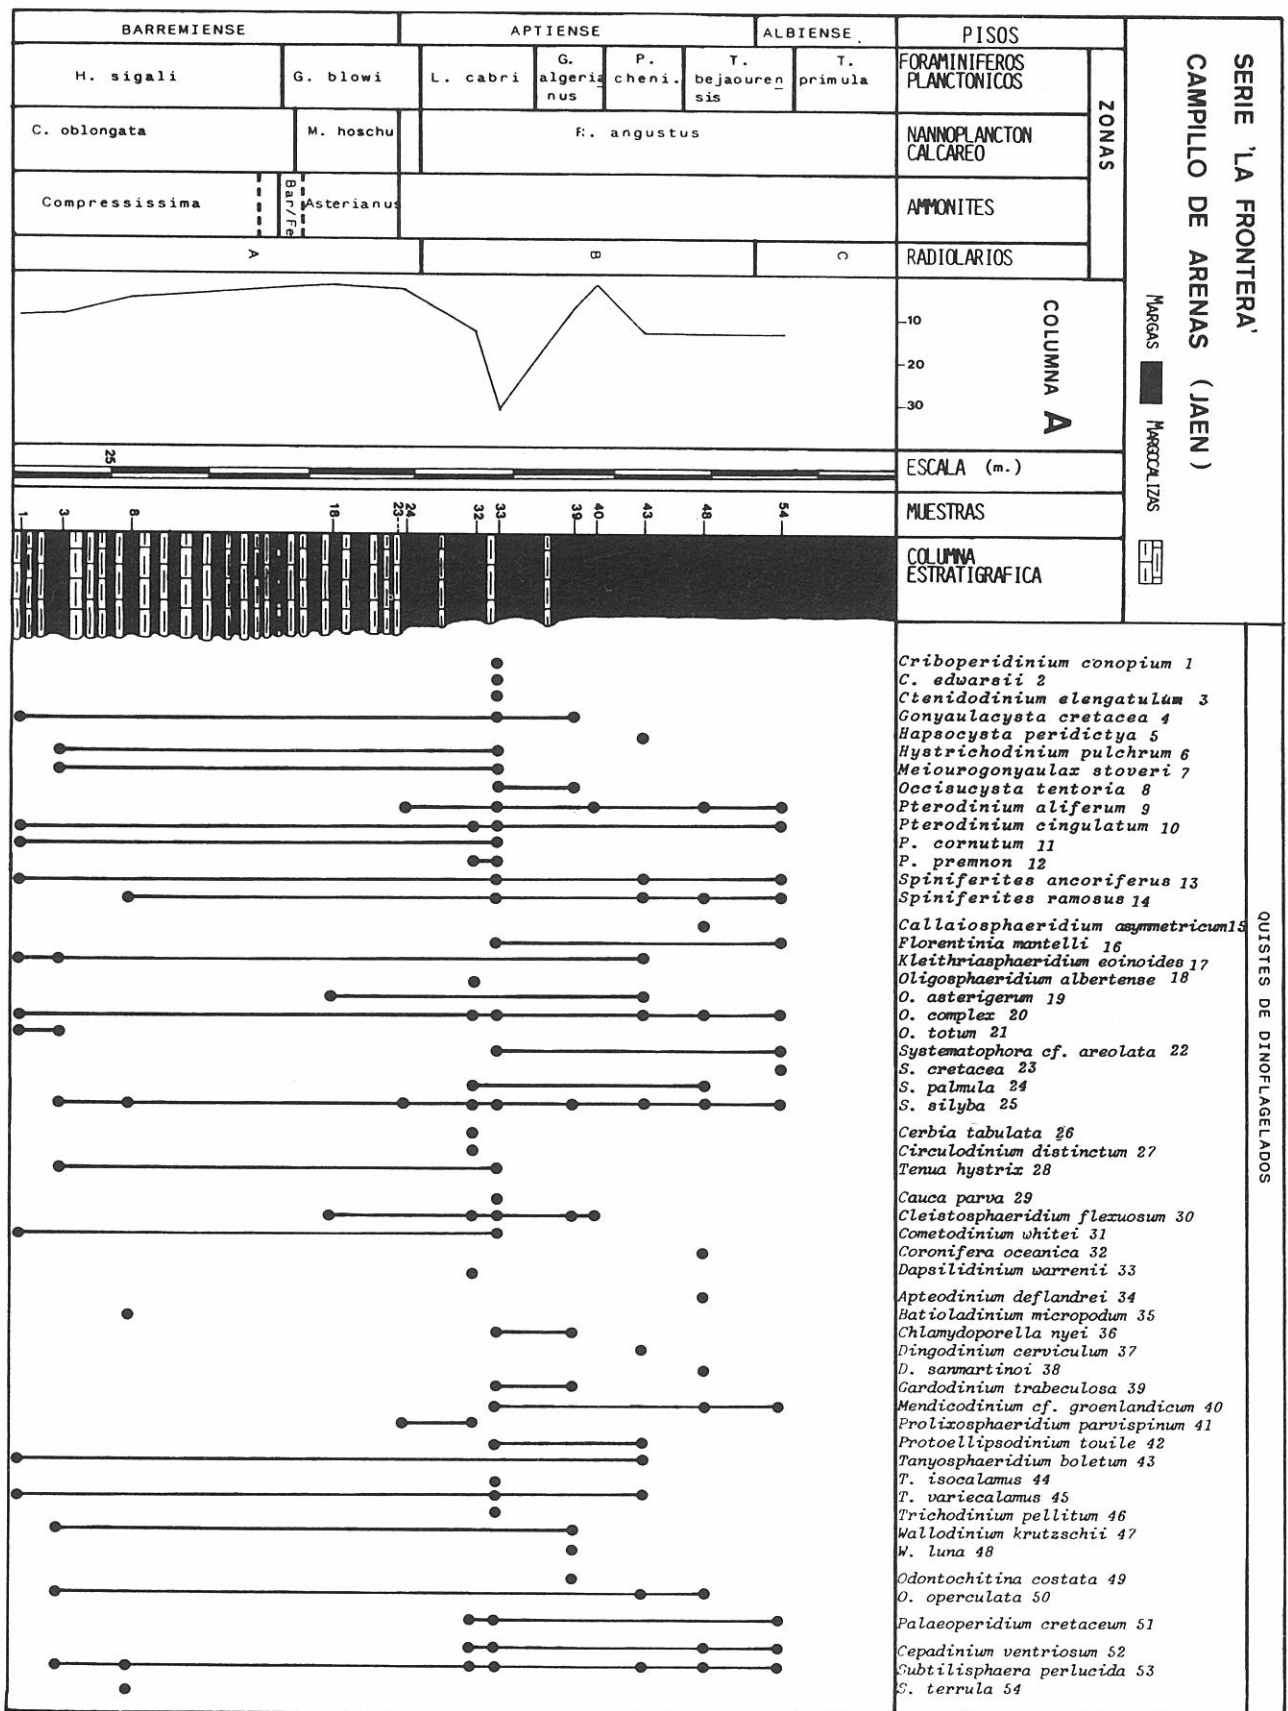 SERIE 'LA FRONTERA'
CAMPILLO DE ARENAS (JAEN)
MARGAS
MARGOCALIZAS
BARREMIENSE
APTIENSE
ALBIENSE
PISOS
ZONAS
H. sigali
G. blowi
L. cabri
G. algeria
nus
P.
cheni.
T.
bejaouren
sis
T.
primula
FORAMINIFEROS
PLANCTONICOS
C. oblongata
M. hoschu
R. angustus
NANNOPLANCTON
CALCAREO
Compressissima
Bar/Fe
Asterianus
AMMONITES
A
B
C
RADIOLARIOS
10
20
30
COLUMNA A
25
ESCALA (m.)
1 3 8 18 23 24 32 33 39 40 43 48 54
MUESTRAS
COLUMNA
ESTRATIGRAFICA
QUISTES DE DINOFLAGELADOS
Criboperidinium conopium 1
C. edwarsii 2
Ctenidodinium elengatulum 3
Gonyaulacysta cretacea 4
Hapsocysta peridictya 5
Hystrichodinium pulchrum 6
Meiourogonyaulax stoveri 7
Occisucysta tentoria 8
Pterodinium aliferum 9
Pterodinium cingulatum 10
P. cornutum 11
P. premnon 12
Spiniferites ancoriferus 13
Spiniferites ramosus 14
Callaiosphaeridium asymmetricum 15
Florentinia mantelli 16
Kleithriasphaeridium eoinoides 17
Oligosphaeridium albertense 18
O. asterigerum 19
O. complex 20
O. totum 21
Systematophora cf. areolata 22
S. cretacea 23
S. palmula 24
S. silyba 25
Cerbia tabulata 26
Circulodinium distinctum 27
Tenua hystrix 28
Cauca parva 29
Cleistosphaeridium flexuosum 30
Cometodinium whitei 31
Coronifera oceanica 32
Dapsilidinium warrenii 33
Apteodinium deflandrei 34
Batioladinium micropodum 35
Chlamydoporella nyei 36
Dingodinium cerviculum 37
D. sanmartinoi 38
Gardodinium trabeculosa 39
Mendicodinium cf. groenlandicum 40
Prolixosphaeridium parvispinum 41
Protoellipsodinium touile 42
Tanyosphaeridium boletum 43
T. isocalamus 44
T. variecalamus 45
Trichodinium pellitum 46
Wallodinium krutzschii 47
W. luna 48
Odontochitina costata 49
O. operculata 50
Palaeoperidium cretaceum 51
Cepadinium ventriosum 52
Subtilisphaera perlucida 53
S. terrula 54